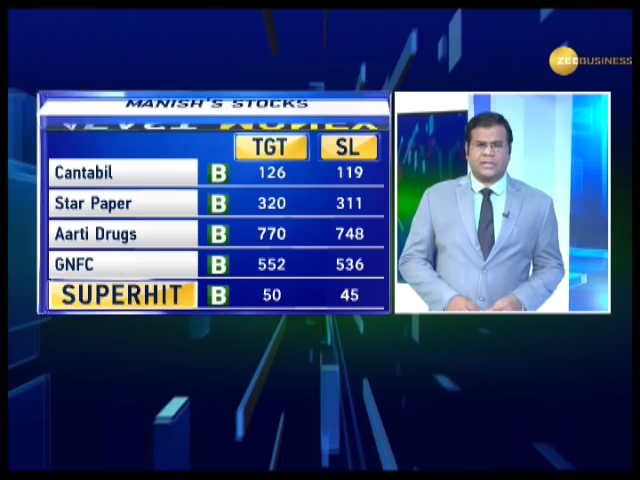 ZEEBUSINESS
MANISH'S STOCKS
TGT SL
Cantabil B 126 119
Star Paper B 320 311
Aarti Drugs B 770 748
GNFC B 552 536
SUPERHIT B 50 45